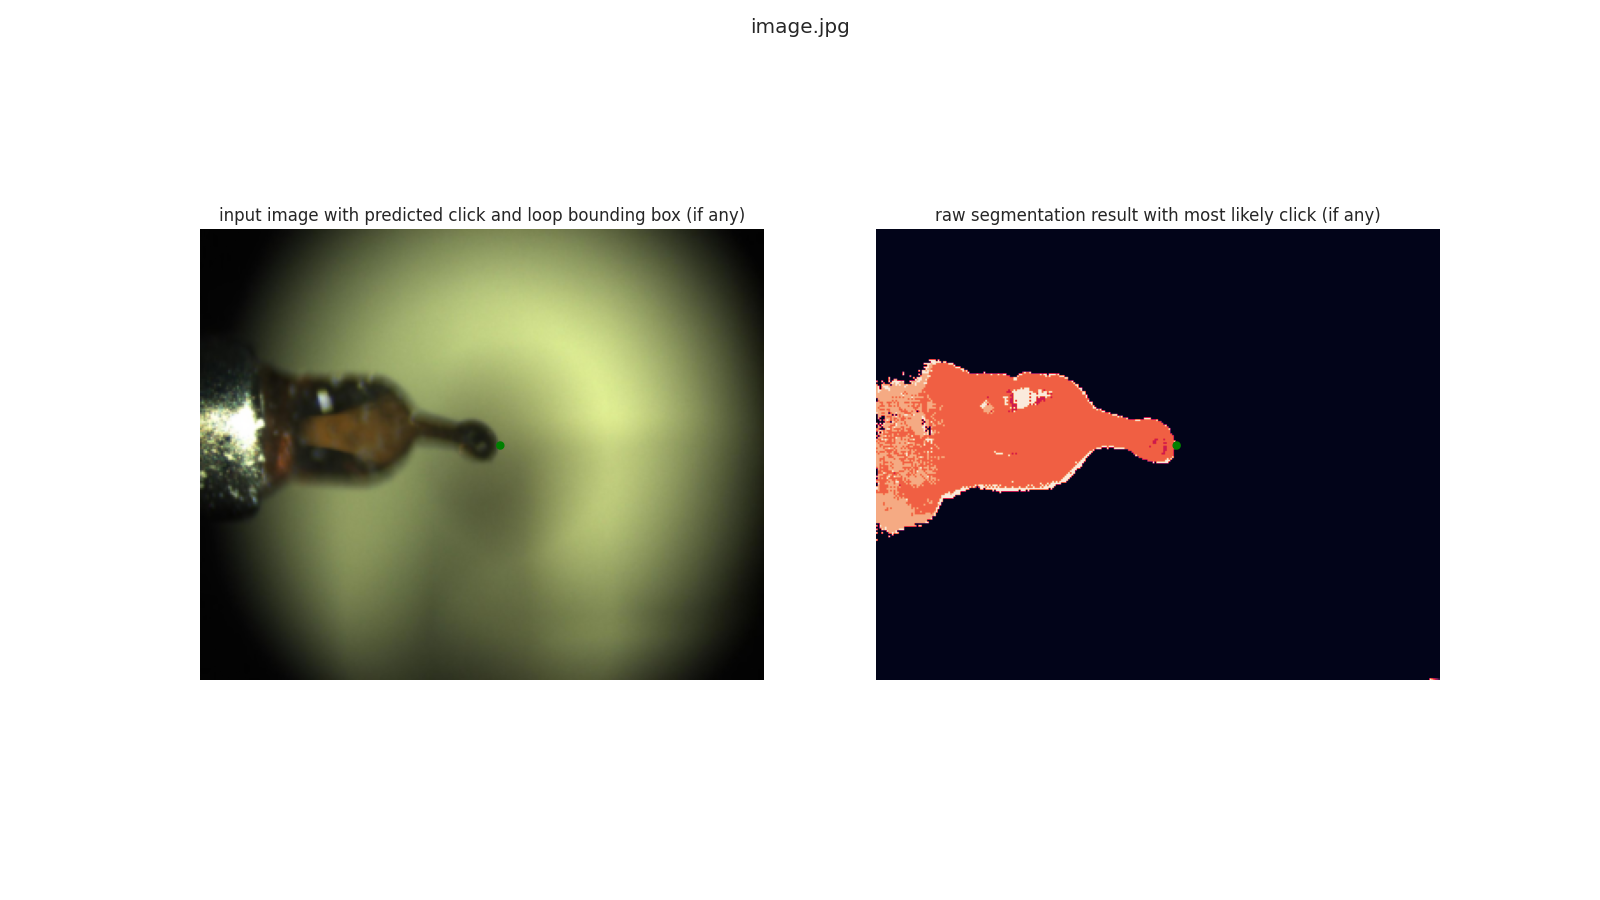 image.jpg
input image with predicted click and loop bounding box (if any)
raw segmentation result with most likely click (if any)